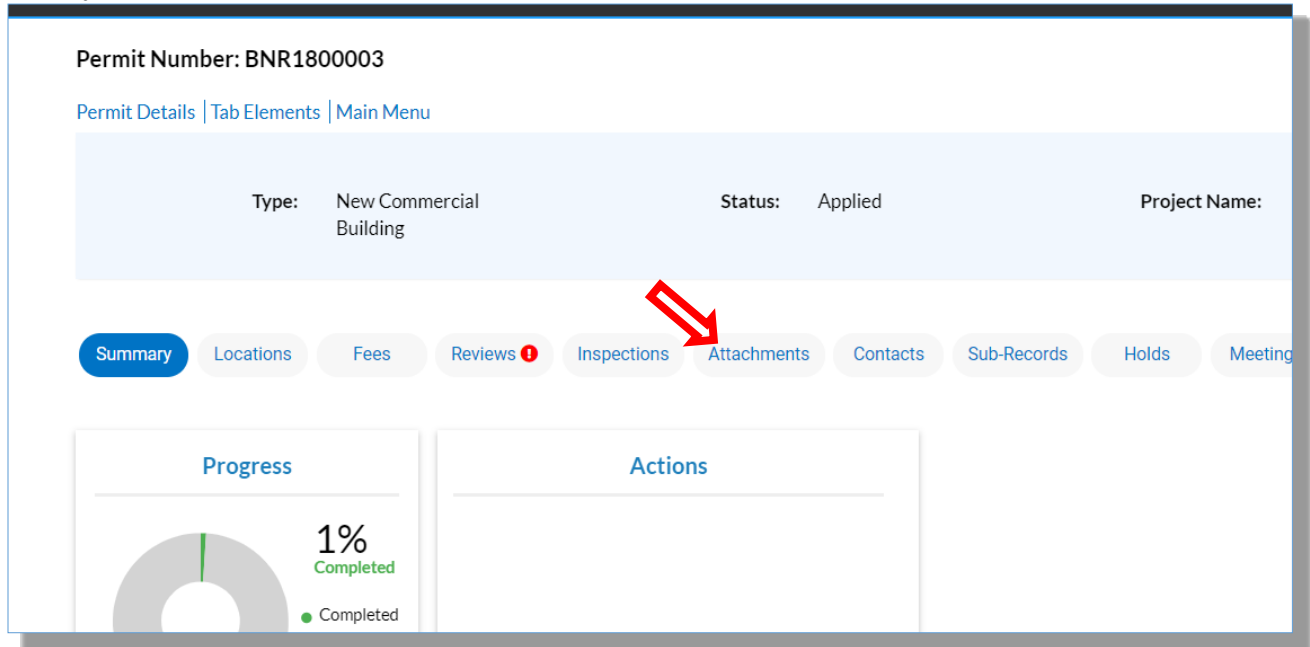 Permit Number: BNR1800003
Permit Details | Tab Elements | Main Menu
Type: New Commercial Building Status: Applied Project Name:
Summary Locations Fees Reviews ! Inspections Attachments Contacts Sub-Records Holds Meeting
Progress Actions
1%
Completed
Completed